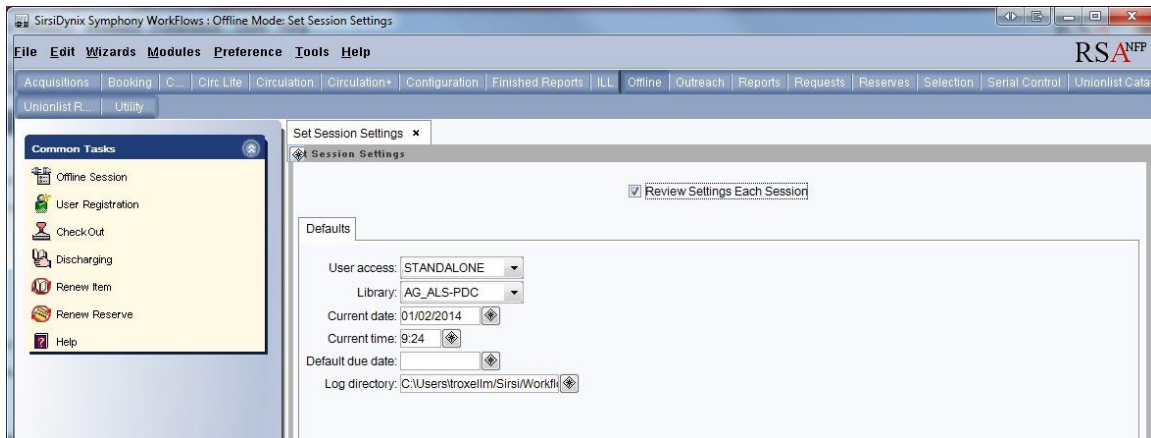 SirsiDynix Symphony WorkFlows : Offline Mode: Set Session Settings
File Edit Wizards Modules Preference Tools Help
RSA NFP
Acquisitions Booking C... Circ Lite Circulation Circulation+ Configuration Finished Reports ILL Offline Outreach Reports Requests Reserves Selection Serial Control Unionlist Cata
Unionlist R... Utility
Common Tasks
Offline Session
User Registration
CheckOut
Discharging
Renew Item
Renew Reserve
Help
Set Session Settings
t Session Settings
Review Settings Each Session
Defaults
User access: STANDALONE
Library: AG_ALS-PDC
Current date: 01/02/2014
Current time: 9:24
Default due date:
Log directory: C:\Users\troxellm/Sirsi/Workfl